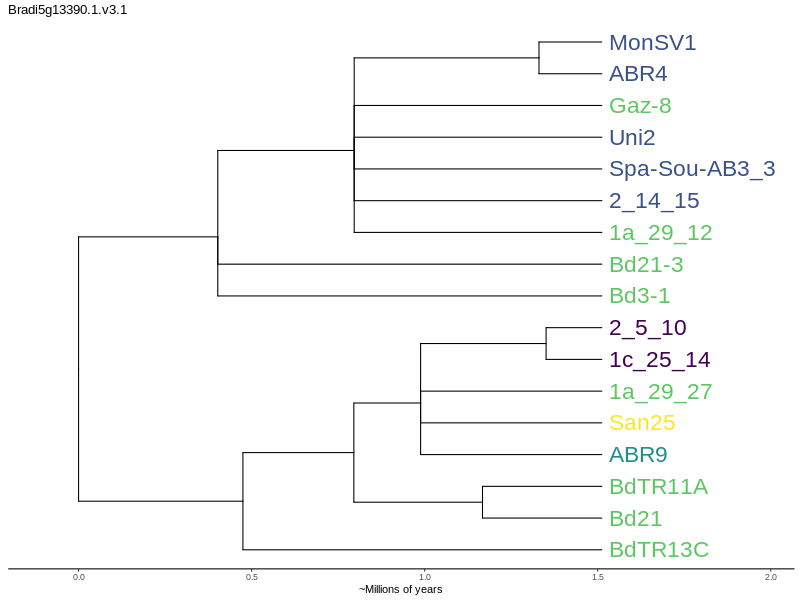 Bradi5g13390.1.v3.1
MonSV1
ABR4
Gaz-8
Uni2
Spa-Sou-AB3_3
2_14_15
1a_29_12
Bd21-3
Bd3-1
2_5_10
1c_25_14
1a_29_27
San25
ABR9
BdTR11A
Bd21
BdTR13C
0.0 0.5 1.0 1.5 2.0
~Millions of years